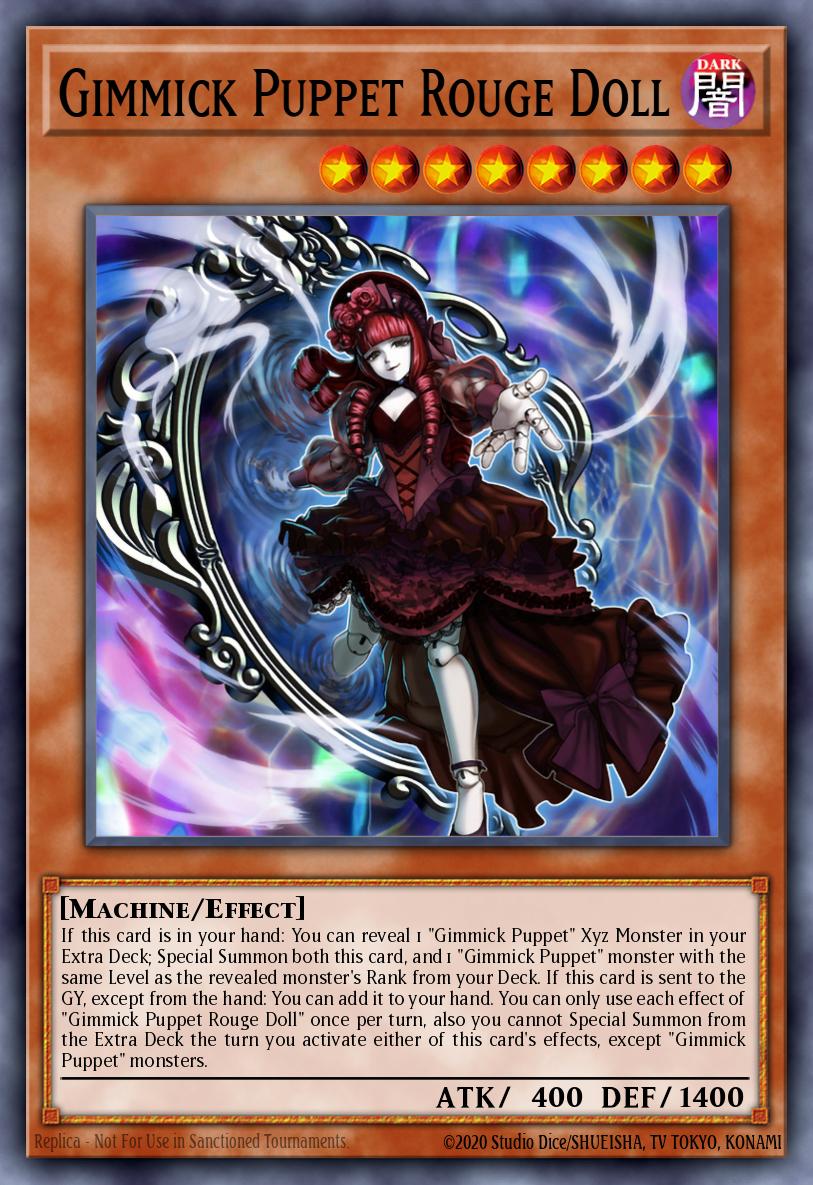 Gimmick Puppet Rouge Doll
DARK
闇
[Machine/Effect]
If this card is in your hand: You can reveal 1 "Gimmick Puppet" Xyz Monster in your
Extra Deck; Special Summon both this card, and 1 "Gimmick Puppet" monster with the
same Level as the revealed monster's Rank from your Deck. If this card is sent to the
GY, except from the hand: You can add it to your hand. You can only use each effect of
"Gimmick Puppet Rouge Doll" once per turn, also you cannot Special Summon from
the Extra Deck the turn you activate either of this card's effects, except "Gimmick
Puppet" monsters.
ATK/ 400 DEF/1400
Replica - Not For Use in Sanctioned Tournaments.
©2020 Studio Dice/SHUEISHA, TV TOKYO, KONAMI